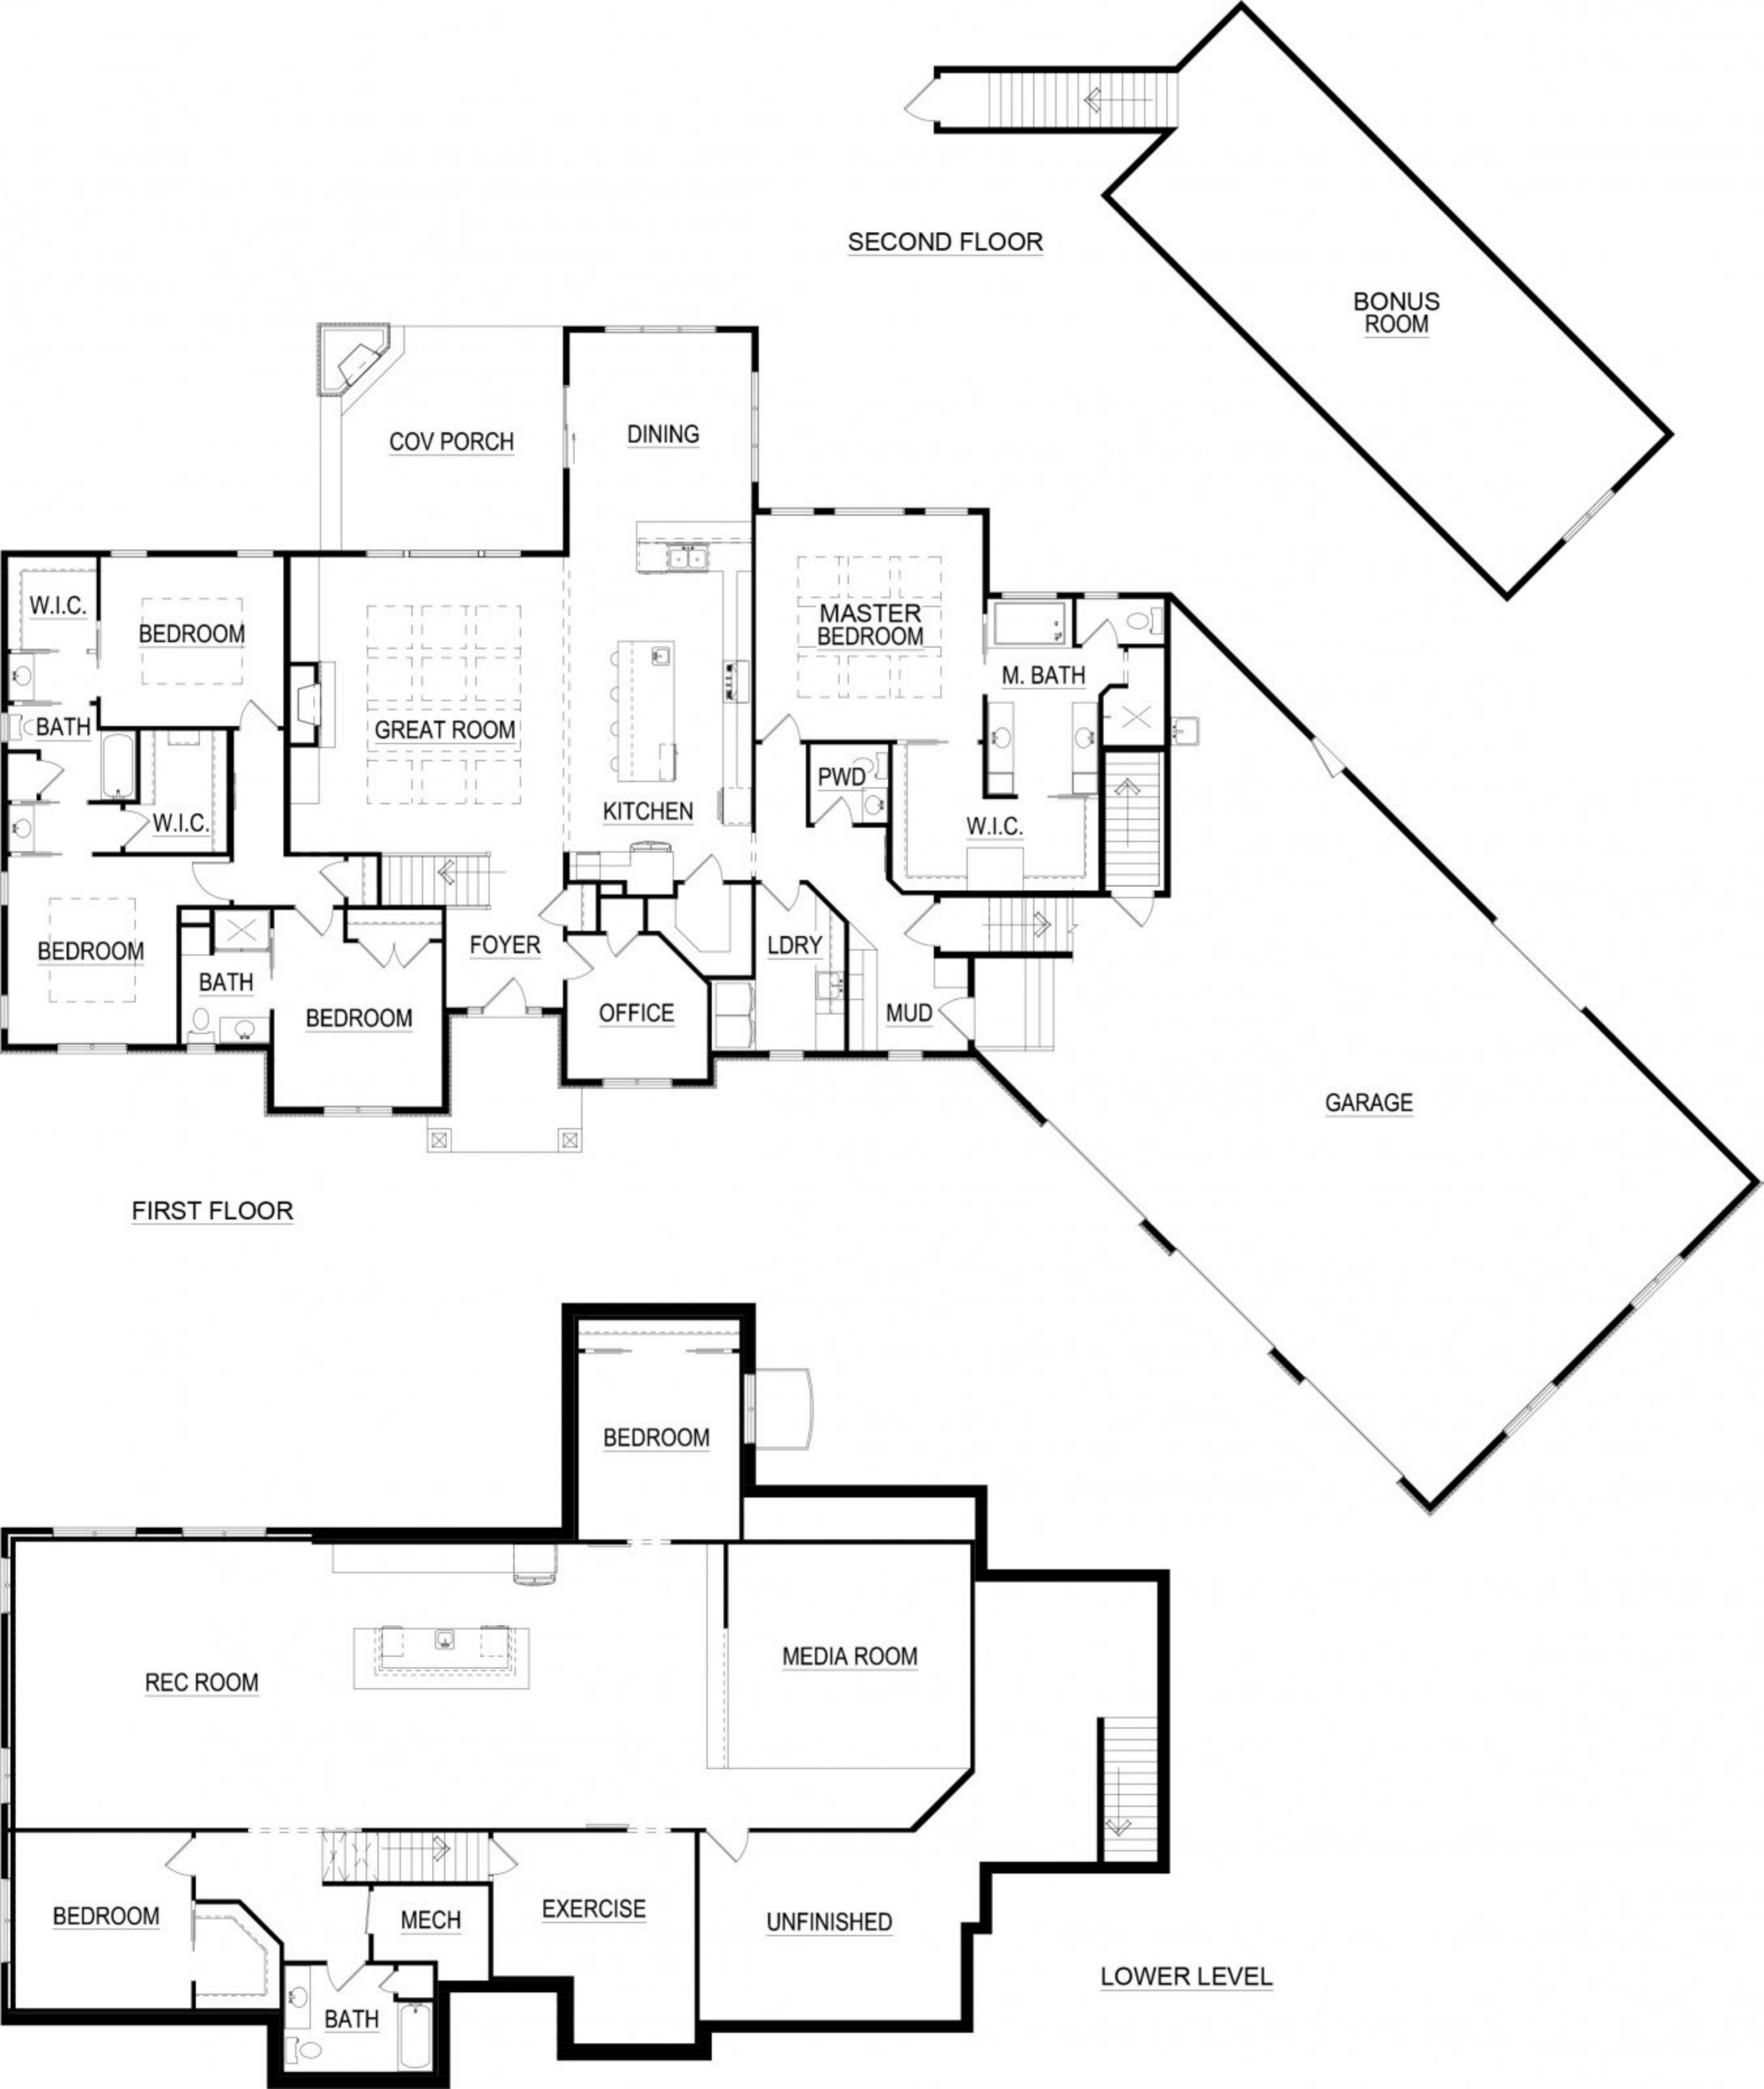 SECOND FLOOR
BONUS
ROOM
COV PORCH
DINING
W.I.C.
BEDROOM
MASTER
BEDROOM
M. BATH
BATH
GREAT ROOM
PWD
KITCHEN
W.I.C.
W.I.C.
BEDROOM
FOYER
LDRY
BATH
BEDROOM
OFFICE
MUD
GARAGE
FIRST FLOOR
BEDROOM
MEDIA ROOM
REC ROOM
BEDROOM
MECH
EXERCISE
UNFINISHED
LOWER LEVEL
BATH